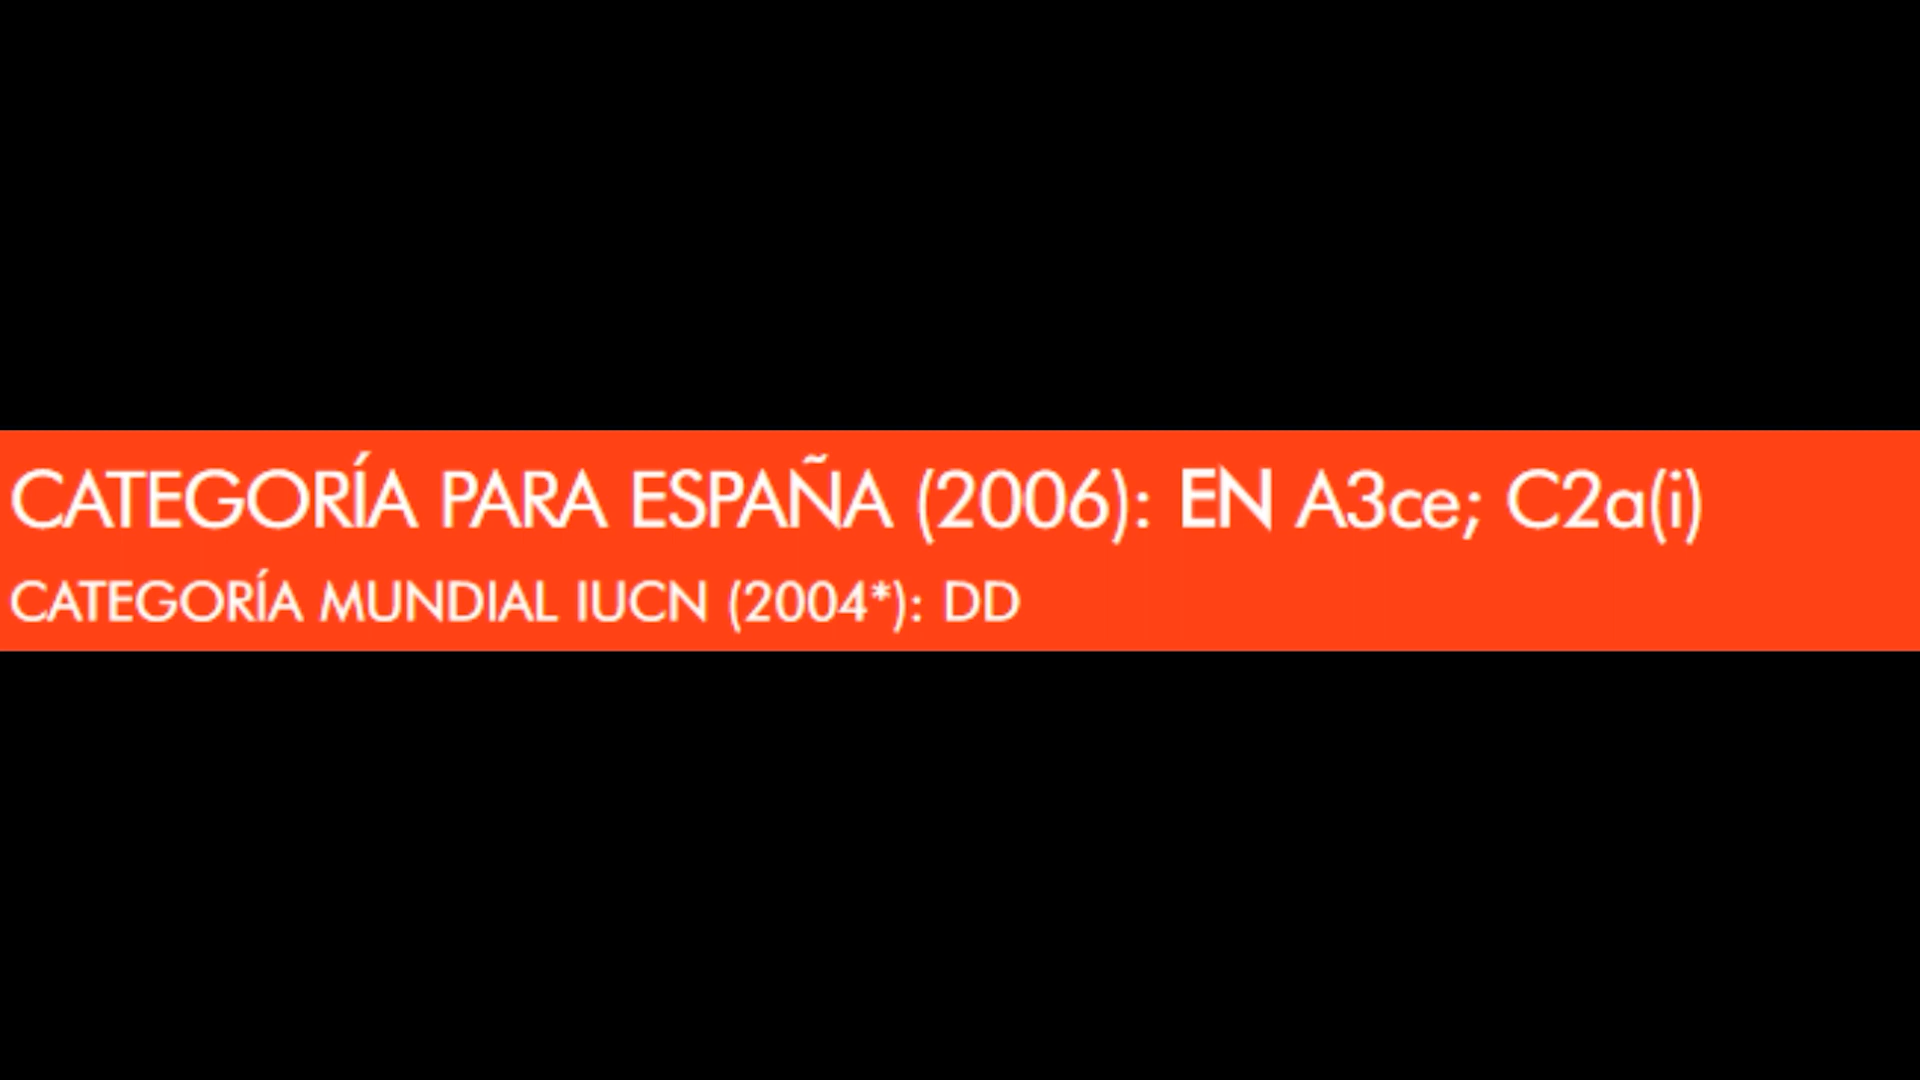 CATEGORÍA PARA ESPAÑA (2006): EN A3ce; C2a(i)
CATEGORÍA MUNDIAL IUCN (2004*): DD